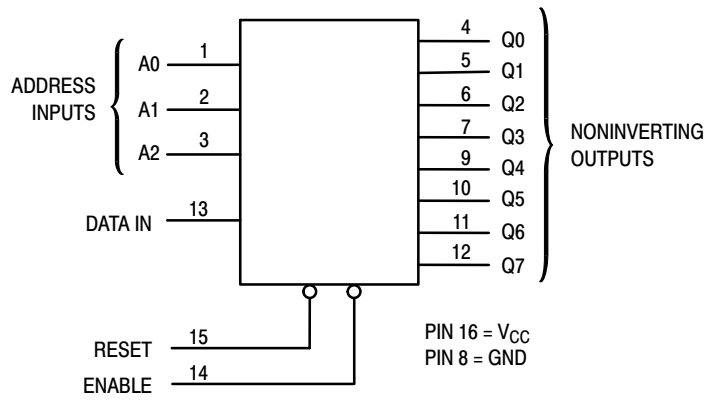 ADDRESS
INPUTS
A0 1
A1 2
A2 3
DATA IN 13
4 Q0
5 Q1
6 Q2
7 Q3
9 Q4
10 Q5
11 Q6
12 Q7
NONINVERTING
OUTPUTS
RESET 15
ENABLE 14
PIN 16 = VCC
PIN 8 = GND